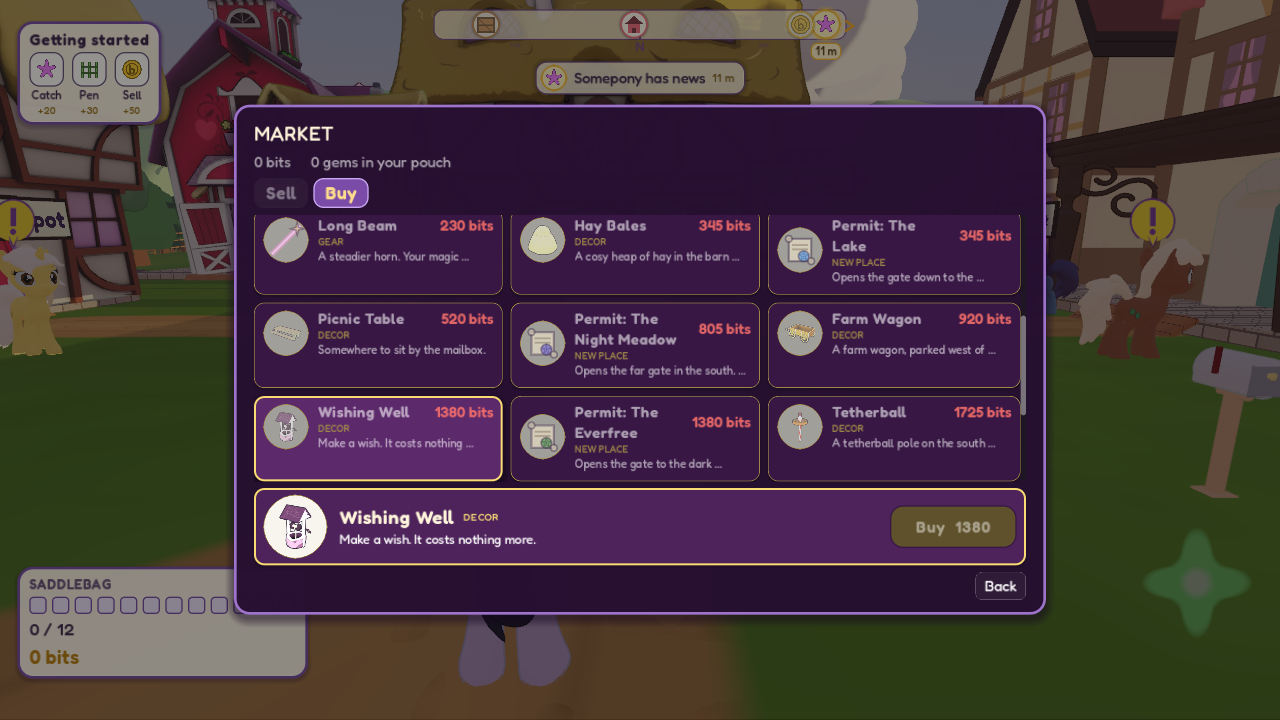 Getting started
Catch
Pen
Sell
+20
+30
+50
N
11 m
Somepony has news 11 m
pot
!
!
MARKET
0 bits
0 gems in your pouch
Sell
Buy
Long Beam
230 bits
GEAR
A steadier horn. Your magic ...
Hay Bales
345 bits
DECOR
A cosy heap of hay in the barn ...
Permit: The
Lake
345 bits
NEW PLACE
Opens the gate down to the ...
Picnic Table
520 bits
DECOR
Somewhere to sit by the mailbox.
Permit: The
Night Meadow
805 bits
NEW PLACE
Opens the far gate in the south. ...
Farm Wagon
920 bits
DECOR
A farm wagon, parked west of ...
Wishing Well
1380 bits
DECOR
Make a wish. It costs nothing ...
Permit: The
Everfree
1380 bits
NEW PLACE
Opens the gate to the dark ...
Tetherball
1725 bits
DECOR
A tetherball pole on the south ...
Wishing Well DECOR
Make a wish. It costs nothing more.
Buy 1380
Back
SADDLEBAG
0 / 12
0 bits